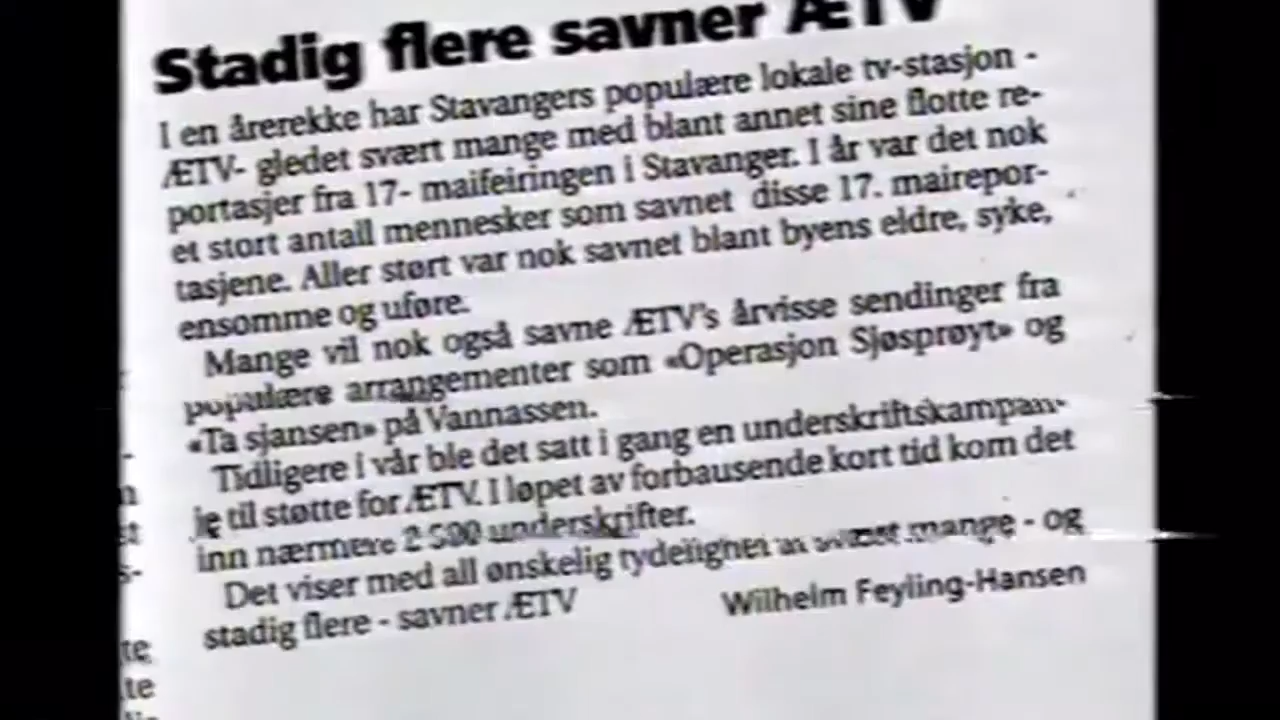 Stadig flere savner ÆTV
I en årerekke har Stavangers populære lokale tv-stasjon -
ÆTV- gledet svært mange med blant annet sine flotte re-
portasjer fra 17- maifeiringen i Stavanger. I år var det nok
et stort antall mennesker som savnet disse 17. mairepor-
tasjene. Aller størt var nok savnet blant byens eldre, syke,
ensomme og uføre.
Mange vil nok også savne ÆTV's årvisse sendinger fra
populære arrangementer som «Operasjon Sjøsprøyt» og
«Ta sjansen» på Vannassen.
Tidligere i vår ble det satt i gang en underskriftskampan-
je til støtte for ÆTV. I løpet av forbausende kort tid kom det
inn nærmere 2 500 underskrifter.
Det viser med all ønskelig tydelighet at svært mange - og
stadig flere - savner ÆTV
Wilhelm Feyling-Hansen
te
te